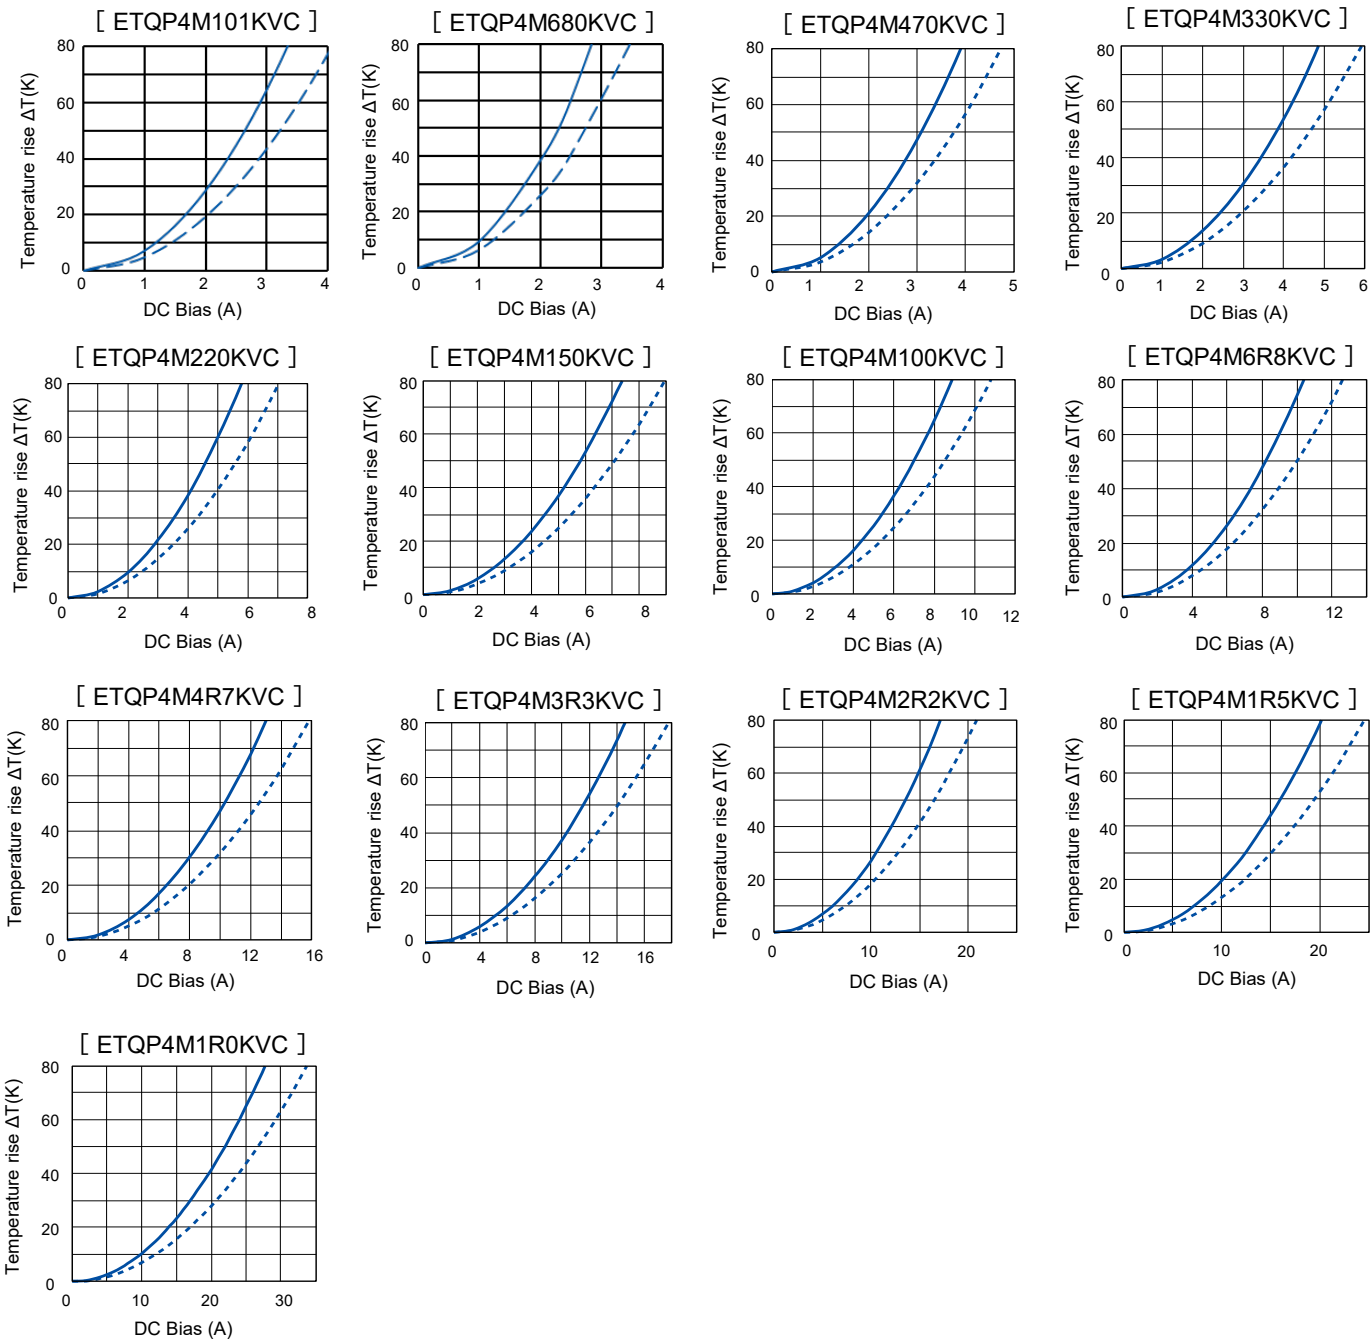 [ ETQP4M101KVC ]
Temperature rise ΔT(K)
80
60
40
20
0
0 1 2 3 4
DC Bias (A)
[ ETQP4M680KVC ]
Temperature rise ΔT(K)
80
60
40
20
0
0 1 2 3 4
DC Bias (A)
[ ETQP4M470KVC ]
Temperature rise ΔT(K)
80
60
40
20
0
0 1 2 3 4 5
DC Bias (A)
[ ETQP4M330KVC ]
Temperature rise ΔT(K)
80
60
40
20
0
0 1 2 3 4 5 6
DC Bias (A)
[ ETQP4M220KVC ]
Temperature rise ΔT(K)
80
60
40
20
0
0 2 4 6 8
DC Bias (A)
[ ETQP4M150KVC ]
Temperature rise ΔT(K)
80
60
40
20
0
0 2 4 6 8
DC Bias (A)
[ ETQP4M100KVC ]
Temperature rise ΔT(K)
80
60
40
20
0
0 2 4 6 8 10 12
DC Bias (A)
[ ETQP4M6R8KVC ]
Temperature rise ΔT(K)
80
60
40
20
0
0 4 8 12
DC Bias (A)
[ ETQP4M4R7KVC ]
Temperature rise ΔT(K)
80
60
40
20
0
0 4 8 12 16
DC Bias (A)
[ ETQP4M3R3KVC ]
Temperature rise ΔT(K)
80
60
40
20
0
0 4 8 12 16
DC Bias (A)
[ ETQP4M2R2KVC ]
Temperature rise ΔT(K)
80
60
40
20
0
0 10 20
DC Bias (A)
[ ETQP4M1R5KVC ]
Temperature rise ΔT(K)
80
60
40
20
0
0 10 20
DC Bias (A)
[ ETQP4M1R0KVC ]
Temperature rise ΔT(K)
80
60
40
20
0
0 10 20 30
DC Bias (A)